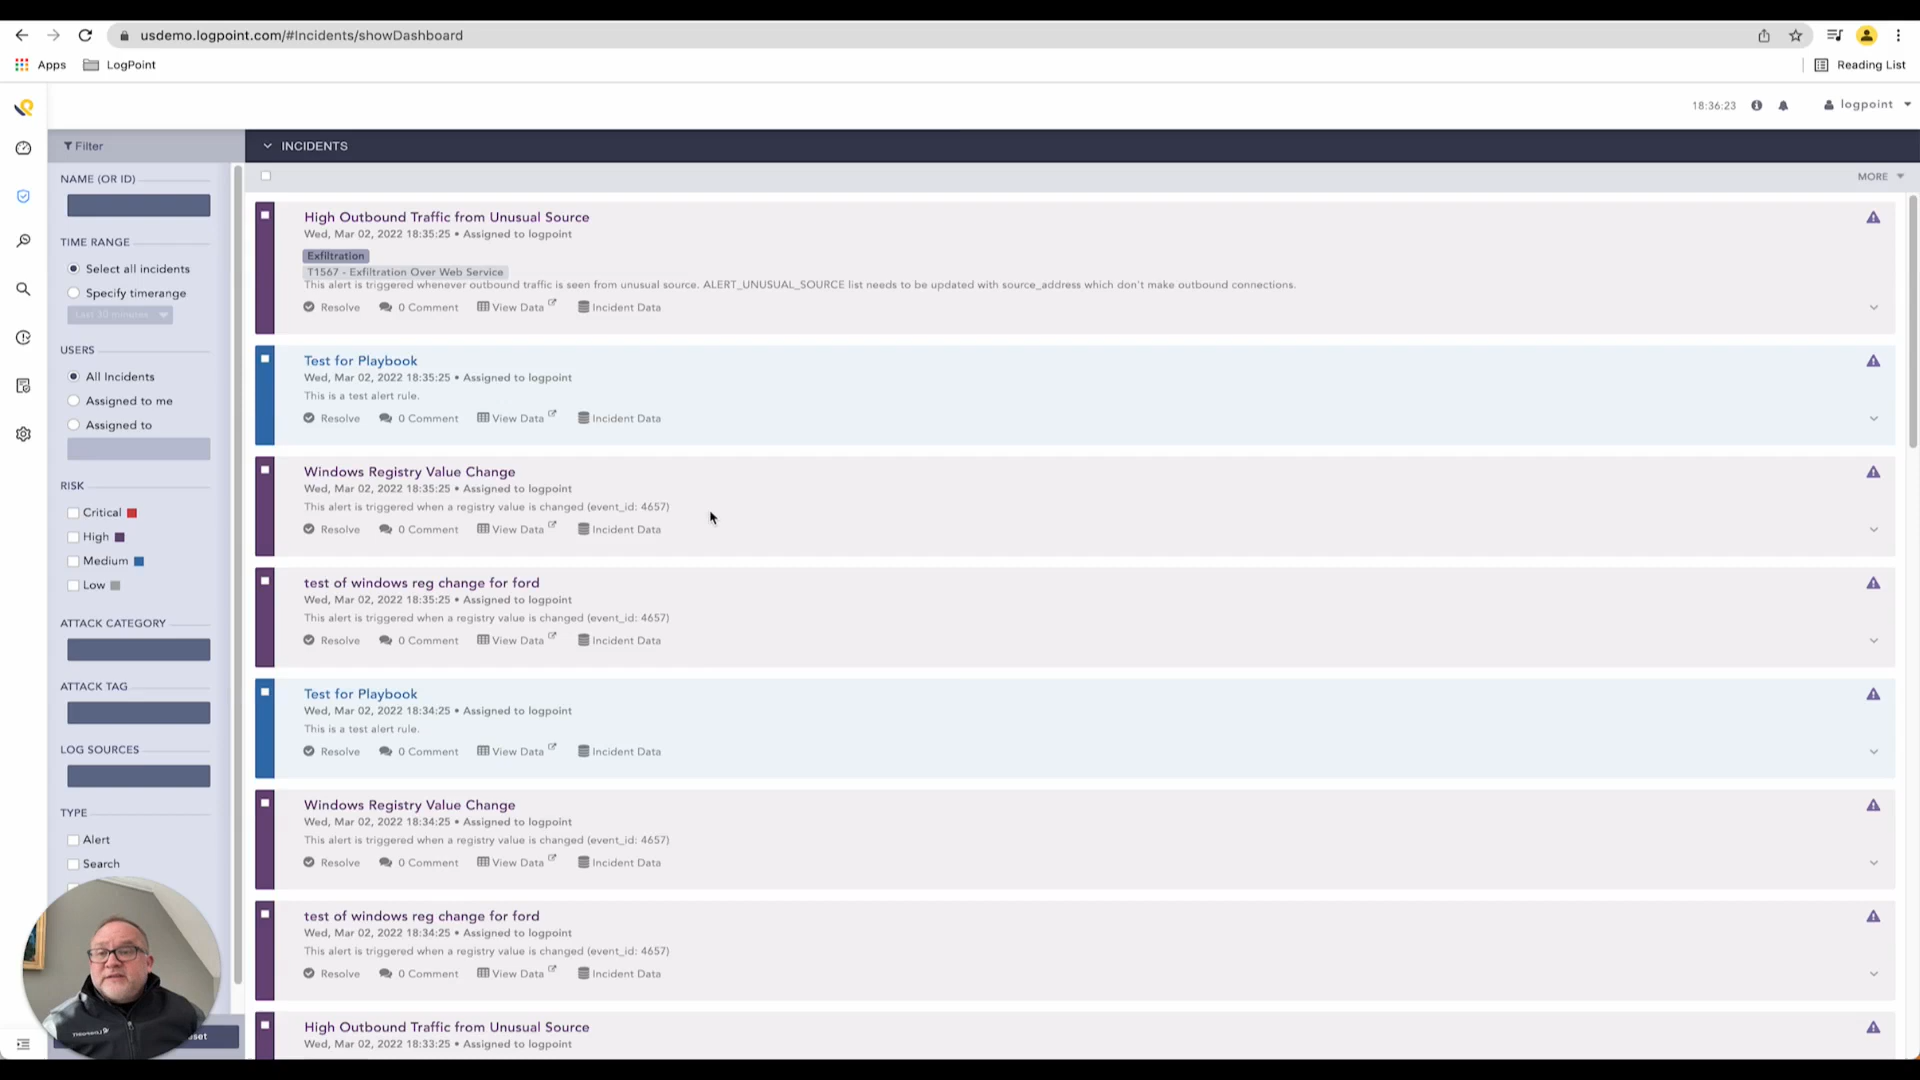 usdemo.logpoint.com/#Incidents/showDashboard
Apps
LogPoint
Reading List
18:36:23
logpoint
Filter
INCIDENTS
MORE
NAME (OR ID)
TIME RANGE
Select all incidents
Specify timerange
Last 30 minutes
USERS
All Incidents
Assigned to me
Assigned to
RISK
Critical
High
Medium
Low
ATTACK CATEGORY
ATTACK TAG
LOG SOURCES
TYPE
Alert
Search
High Outbound Traffic from Unusual Source
Wed, Mar 02, 2022 18:35:25 • Assigned to logpoint
Exfiltration
T1567 - Exfiltration Over Web Service
This alert is triggered whenever outbound traffic is seen from unusual source. ALERT_UNUSUAL_SOURCE list needs to be updated with source_address which don't make outbound connections.
Resolve 0 Comment View Data Incident Data
Test for Playbook
Wed, Mar 02, 2022 18:35:25 • Assigned to logpoint
This is a test alert rule.
Resolve 0 Comment View Data Incident Data
Windows Registry Value Change
Wed, Mar 02, 2022 18:35:25 • Assigned to logpoint
This alert is triggered when a registry value is changed (event_id: 4657)
Resolve 0 Comment View Data Incident Data
test of windows reg change for ford
Wed, Mar 02, 2022 18:35:25 • Assigned to logpoint
This alert is triggered when a registry value is changed (event_id: 4657)
Resolve 0 Comment View Data Incident Data
Test for Playbook
Wed, Mar 02, 2022 18:34:25 • Assigned to logpoint
This is a test alert rule.
Resolve 0 Comment View Data Incident Data
Windows Registry Value Change
Wed, Mar 02, 2022 18:34:25 • Assigned to logpoint
This alert is triggered when a registry value is changed (event_id: 4657)
Resolve 0 Comment View Data Incident Data
test of windows reg change for ford
Wed, Mar 02, 2022 18:34:25 • Assigned to logpoint
This alert is triggered when a registry value is changed (event_id: 4657)
Resolve 0 Comment View Data Incident Data
High Outbound Traffic from Unusual Source
Wed, Mar 02, 2022 18:33:25 • Assigned to logpoint